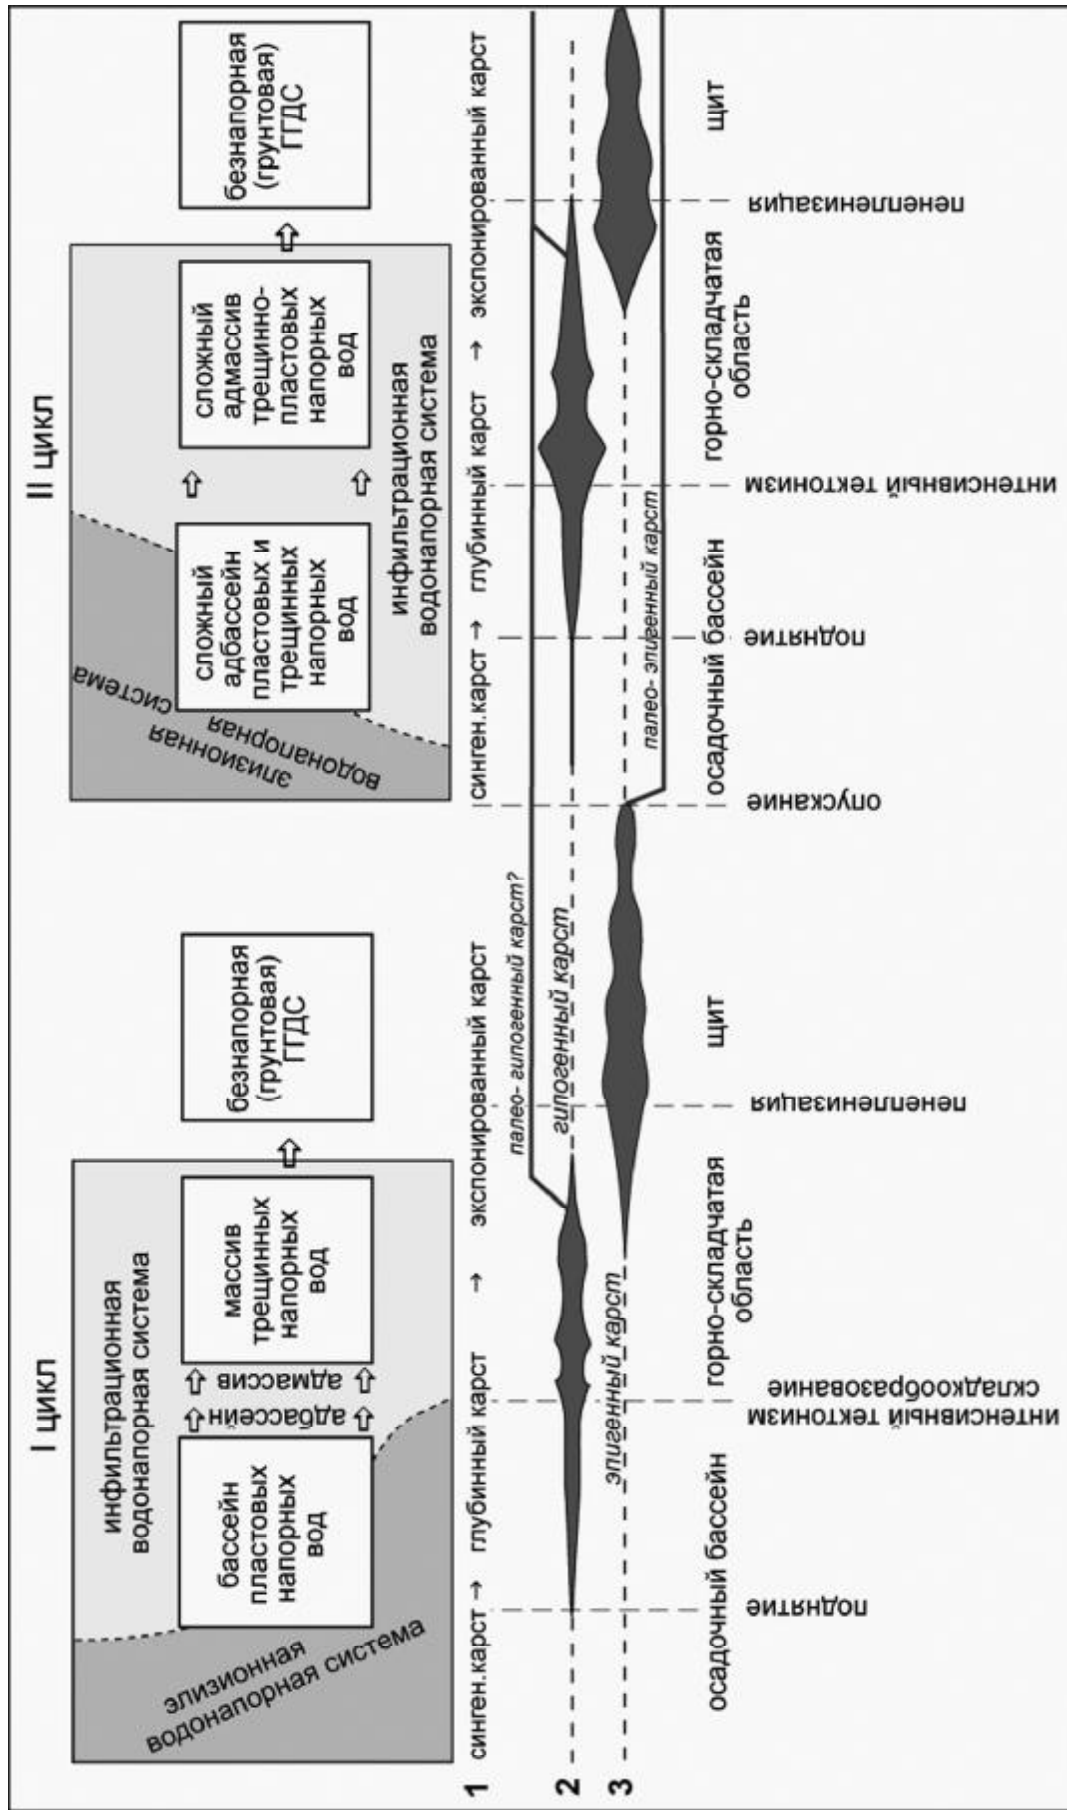 I цикл
II цикл
инфильтрационная
водонапорная система
элизионная
водонапорная система
бассейн
пластовых
напорных
вод
адбассейн
адмассив
массив
трещинных
напорных
вод
безнапорная
(грунтовая)
ГГДС
элизионная
водонапорная
система
сложный
адбассейн
пластовых и
трещинных
напорных
вод
инфильтрационная
водонапорная система
сложный
адмассив
трещинно-
пластовых
напорных
вод
безнапорная
(грунтовая)
ГГДС
1 синген.карст → глубинный карст → экспонированный карст синген.карст → глубинный карст → экспонированный карст
палео- гипогенный карст?
2 гипогенный карст
3 эпигенный карст
палео- эпигенный карст
осадочный бассейн
горно-складчатая
область
щит
осадочный бассейн
горно-складчатая
область
щит
поднятие
интенсивный тектонизм
складкообразование
пенепленизация
опускание
поднятие
интенсивный тектонизм
пенепленизация